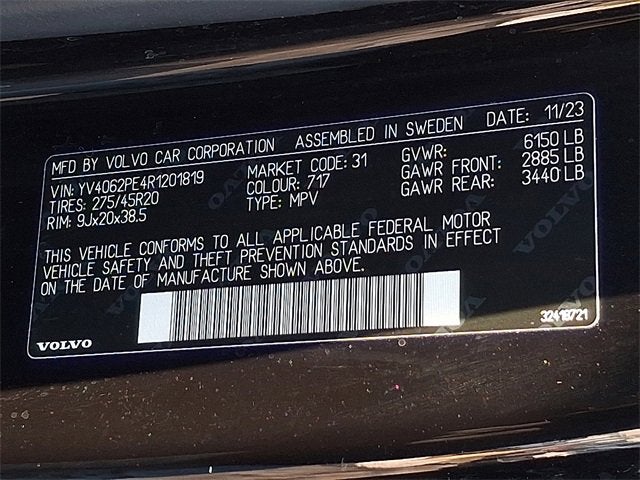 MFD BY VOLVO CAR CORPORATION ASSEMBLED IN SWEDEN DATE: 11/23
VIN: YV4062PE4R1201819 MARKET CODE: 31 GVWR: 6150 LB
TIRES: 275/45R20 COLOUR: 717 GAWR FRONT: 2885 LB
RIM: 9Jx20x38.5 TYPE: MPV GAWR REAR: 3440 LB
THIS VEHICLE CONFORMS TO ALL APPLICABLE FEDERAL MOTOR
VEHICLE SAFETY AND THEFT PREVENTION STANDARDS IN EFFECT
ON THE DATE OF MANUFACTURE SHOWN ABOVE.
VOLVO 32419721